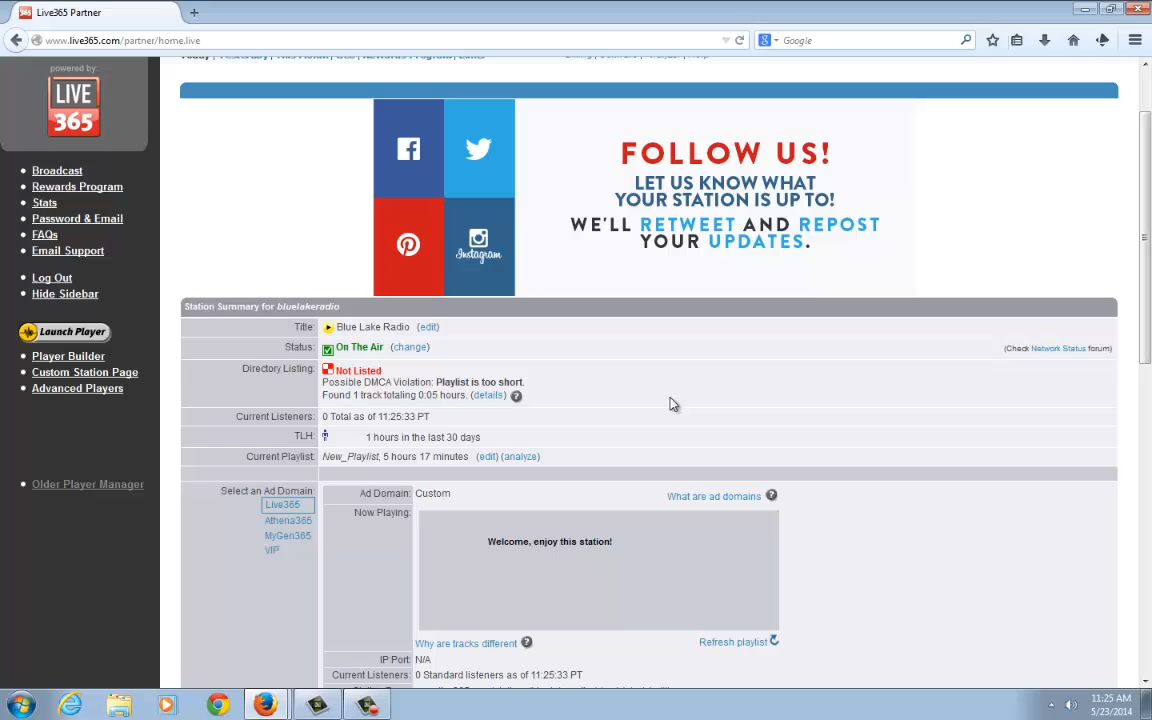 Live365 Partner
www.live365.com/partner/home.live
Google
powered by:
LIVE
365
Broadcast
Rewards Program
Stats
Password & Email
FAQs
Email Support
Log Out
Hide Sidebar
Launch Player
Player Builder
Custom Station Page
Advanced Players
Older Player Manager
FOLLOW US!
LET US KNOW WHAT
YOUR STATION IS UP TO!
WE'LL RETWEET AND REPOST
YOUR UPDATES.
Instagram
Station Summary for bluelakeradio
Title: Blue Lake Radio (edit)
Status: On The Air (change)
(Check Network Status forum)
Directory Listing: Not Listed
Possible DMCA Violation: Playlist is too short.
Found 1 track totaling 0:05 hours. (details)
Current Listeners: 0 Total as of 11:25:33 PT
TLH: 1 hours in the last 30 days
Current Playlist: New_Playlist, 5 hours 17 minutes (edit) (analyze)
Select an Ad Domain:
Live365
Athena365
MyGen365
VIP
Ad Domain: Custom
What are ad domains
Now Playing:
Welcome, enjoy this station!
Why are tracks different
Refresh playlist
IP:Port: N/A
Current Listeners 0 Standard listeners as of 11:25:33 PT
11:25 AM
5/23/2014